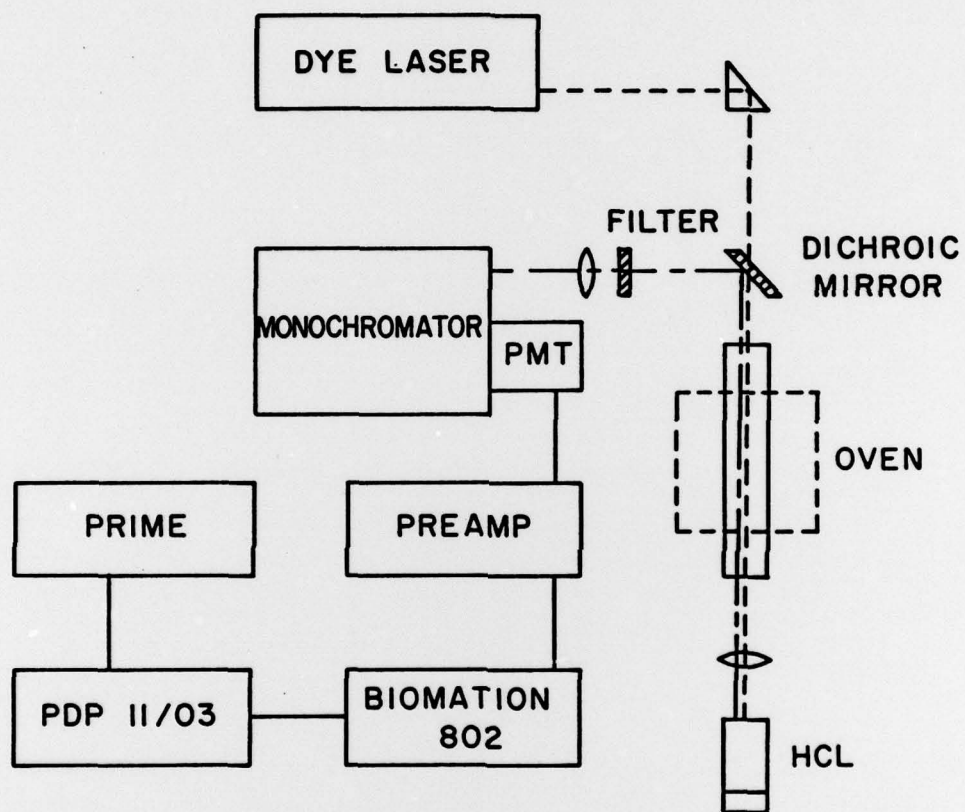 DYE LASER
FILTER
DICHROIC
MIRROR
MONOCHROMATOR
PMT
OVEN
PRIME
PREAMP
PDP 11/03
BIOMATION
802
HCL